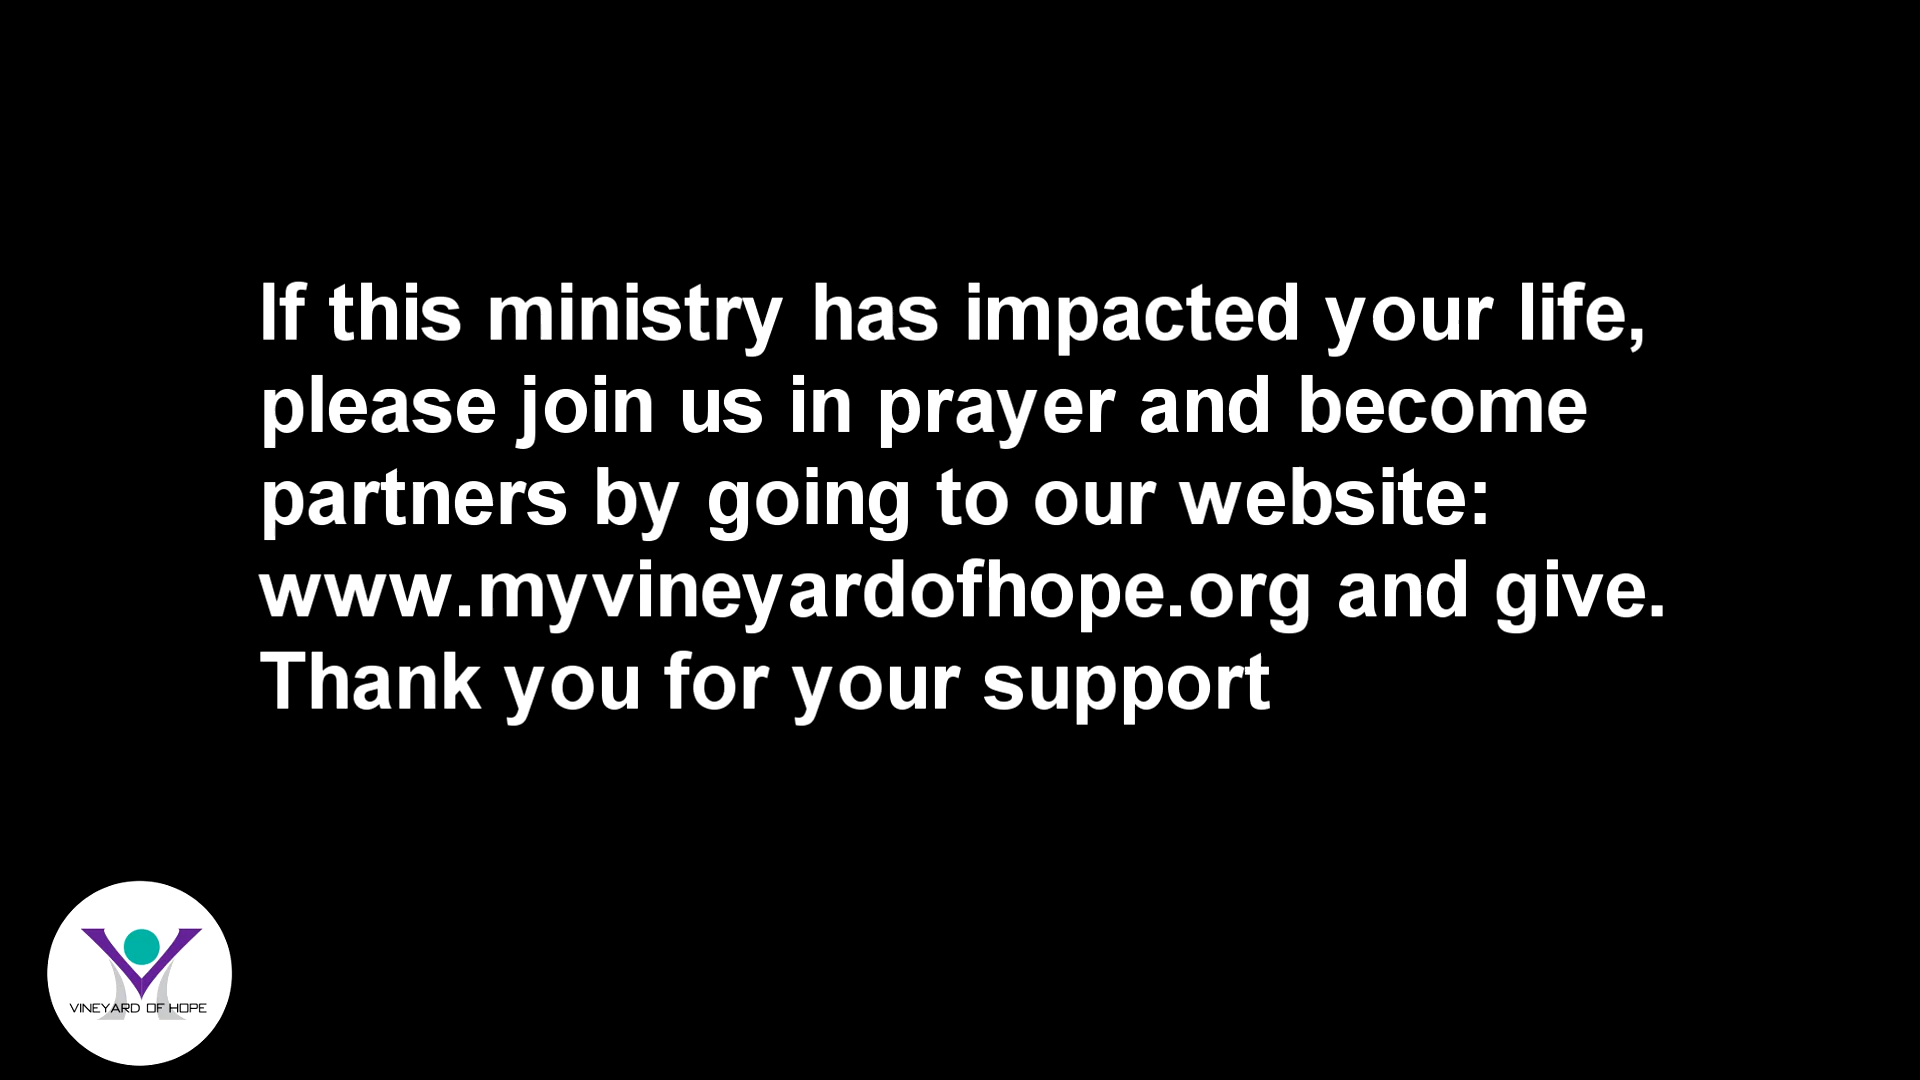 If this ministry has impacted your life,
please join us in prayer and become
partners by going to our website:
www.myvineyardofhope.org and give.
Thank you for your support
VINEYARD OF HOPE